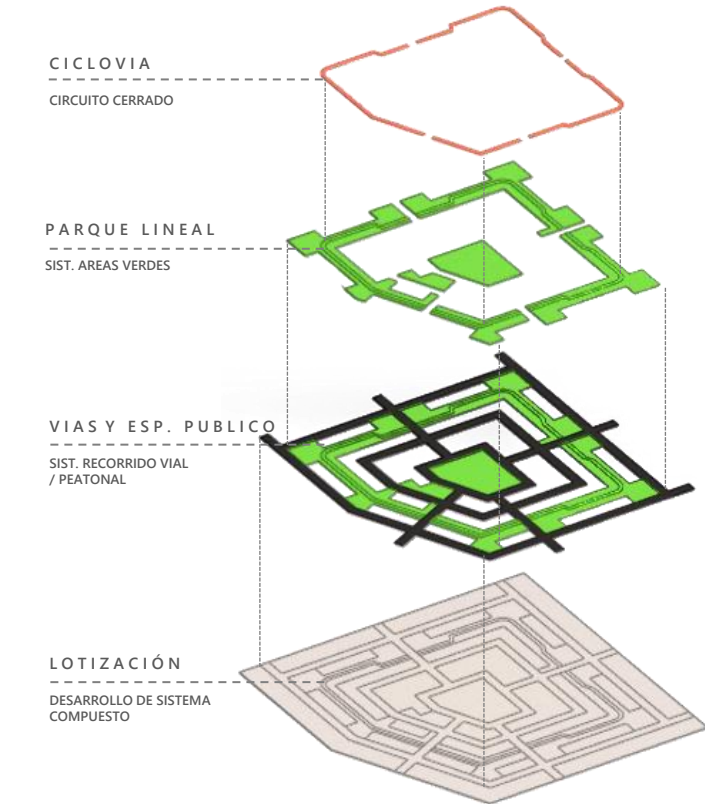 CICLOVIA
CIRCUITO CERRADO
PARQUE LINEAL
SIST. AREAS VERDES
VIAS Y ESP. PUBLICO
SIST. RECORRIDO VIAL
/ PEATONAL
LOTIZACIÓN
DESARROLLO DE SISTEMA
COMPUESTO